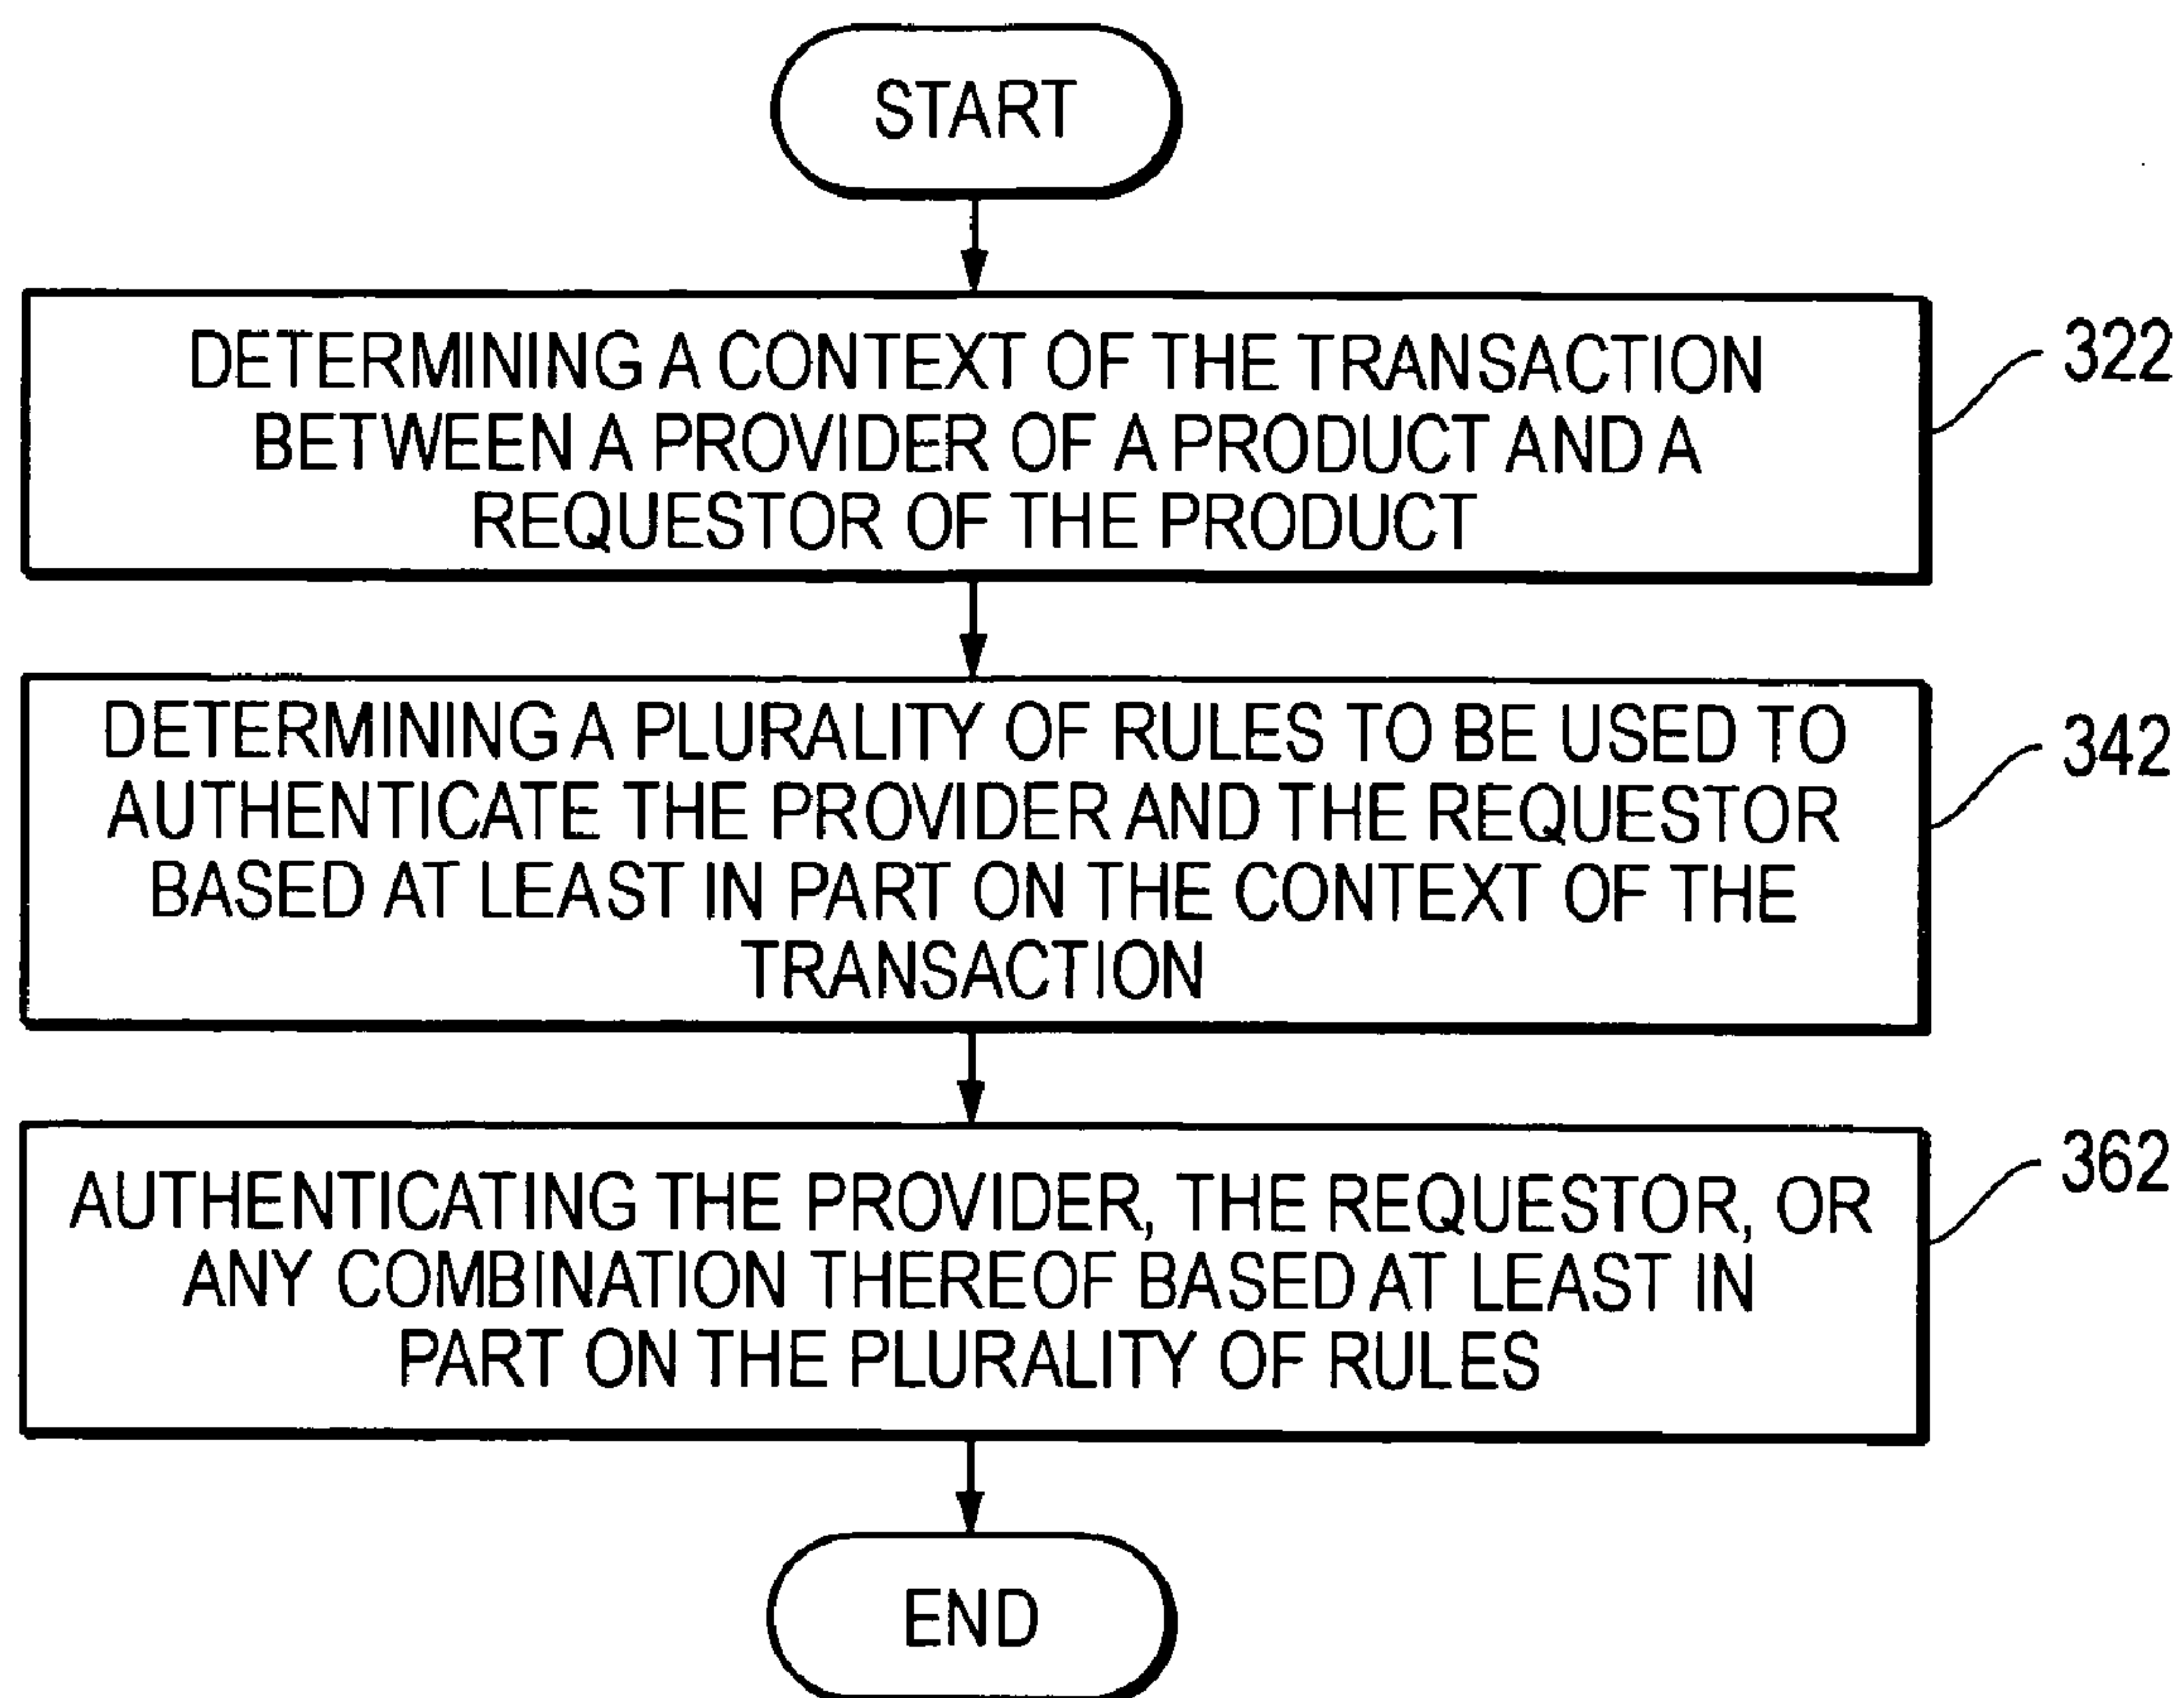 START
DETERMINING A CONTEXT OF THE TRANSACTION
BETWEEN A PROVIDER OF A PRODUCT AND A
REQUESTOR OF THE PRODUCT
322
DETERMINING A PLURALITY OF RULES TO BE USED TO
AUTHENTICATE THE PROVIDER AND THE REQUESTOR
BASED AT LEAST IN PART ON THE CONTEXT OF THE
TRANSACTION
342
AUTHENTICATING THE PROVIDER, THE REQUESTOR, OR
ANY COMBINATION THEREOF BASED AT LEAST IN
PART ON THE PLURALITY OF RULES
362
END